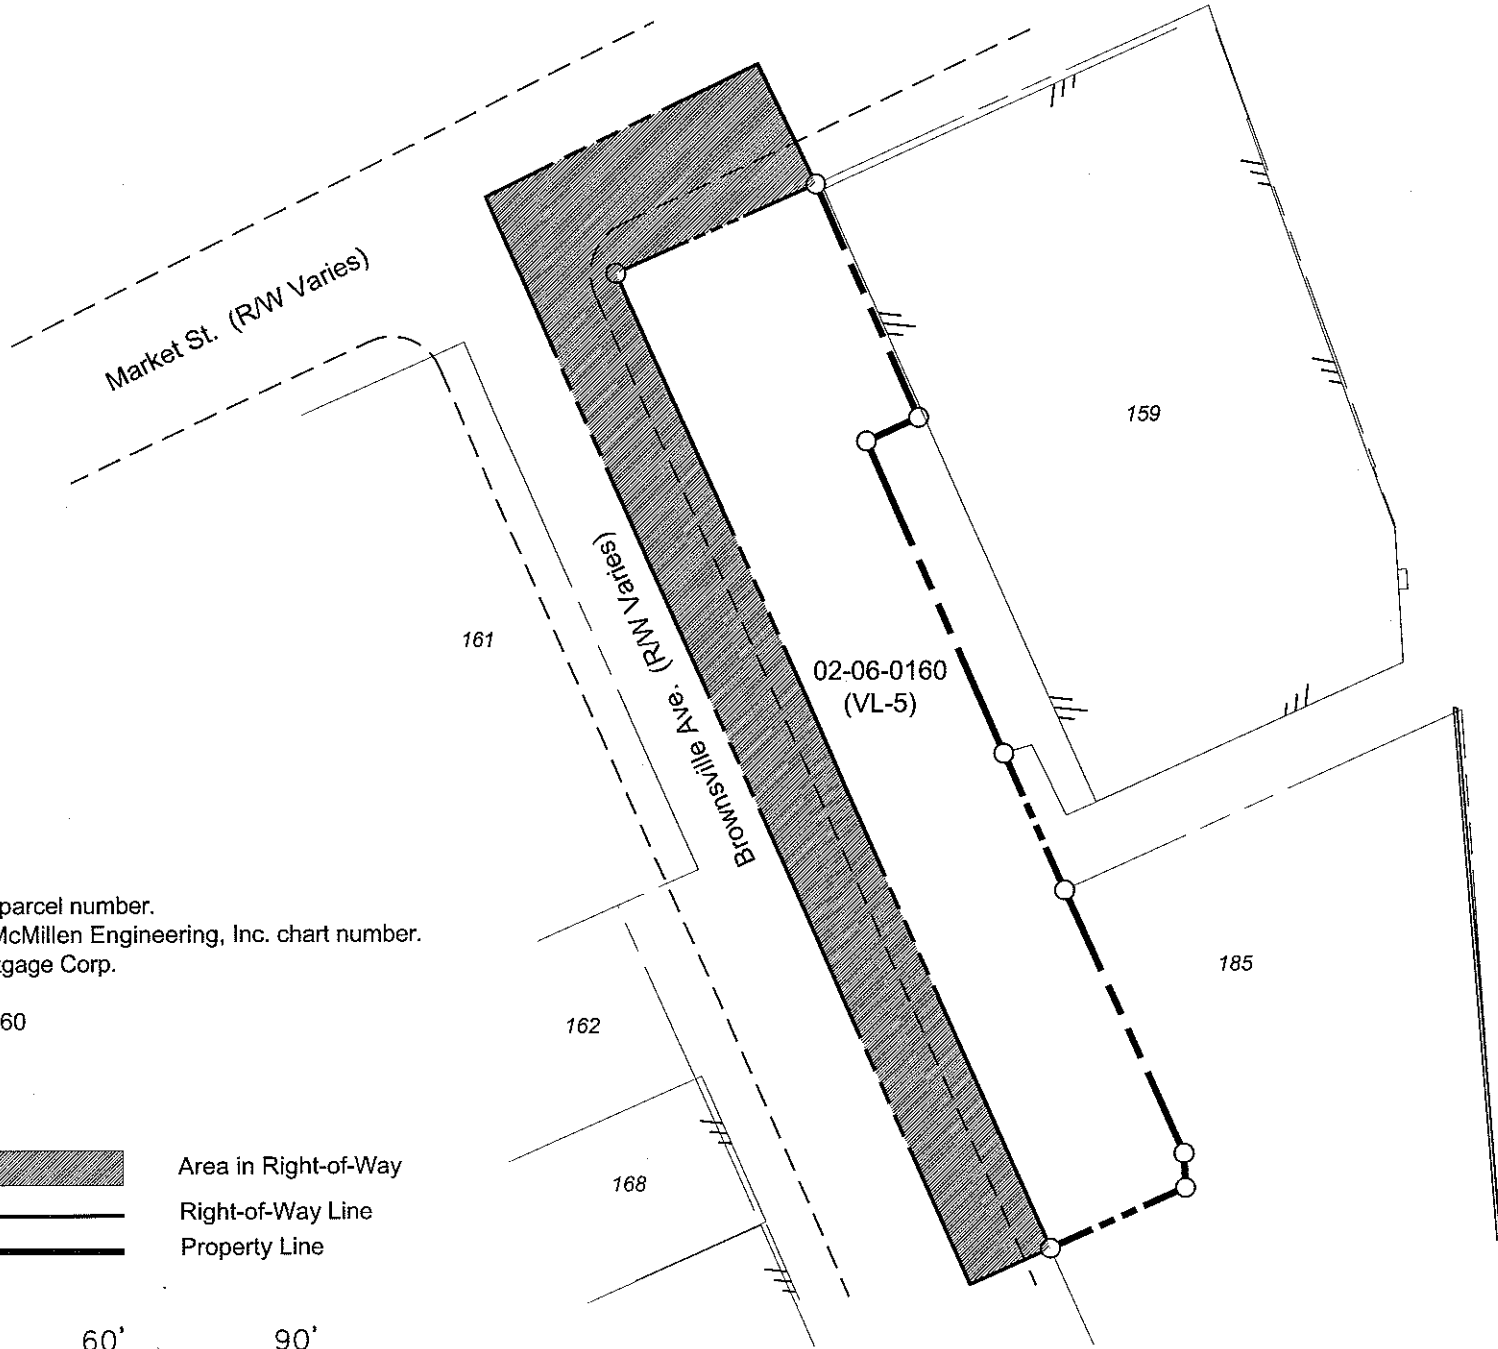 Market St. (R/W Varies)
159
161
Brownsville Ave. (R/W Varies)
02-06-0160
(VL-5)
parcel number.
McMillen Engineering, Inc. chart number.
tgage Corp.
185
60
162
Area in Right-of-Way
168
Right-of-Way Line
Property Line
60' 90'